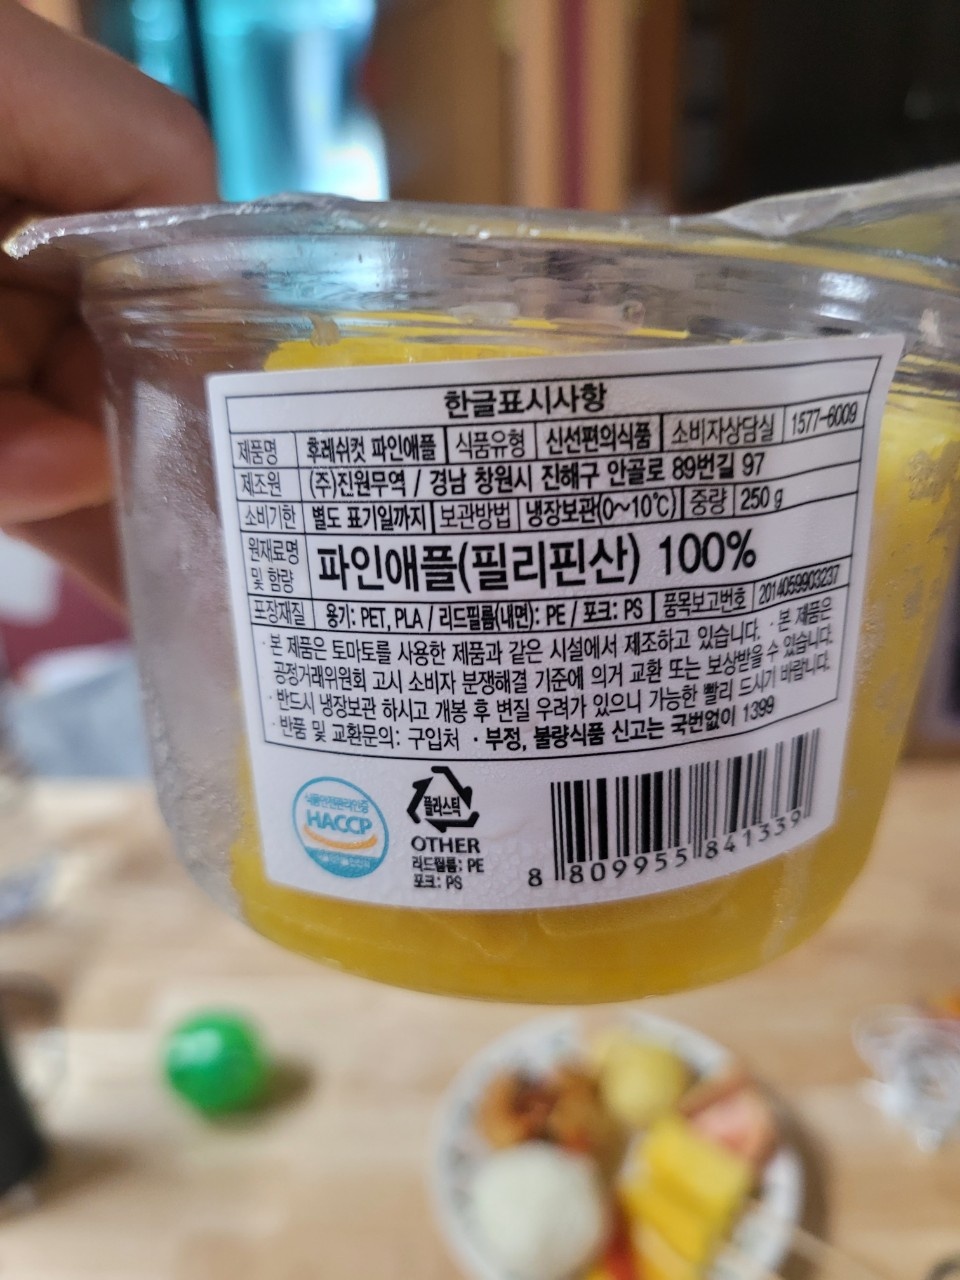 한글표시사항
제품명 후레쉬컷 파인애플 식품유형 신선편의식품 소비자상담실 1577-6009
제조원 (주)진원무역 / 경남 창원시 진해구 안골로 89번길 97
소비기한 별도 표기일까지 보관방법 냉장보관(0~10℃) 중량 250 g
원재료명 및 함량 파인애플(필리핀산) 100%
포장재질 용기: PET, PLA / 리드필름(내면): PE / 포크: PS 품목보고번호 2014059903237
· 본 제품은 토마토를 사용한 제품과 같은 시설에서 제조하고 있습니다. · 본 제품은
공정거래위원회 고시 소비자 분쟁해결 기준에 의거 교환 또는 보상받을 수 있습니다.
· 반드시 냉장보관 하시고 개봉 후 변질 우려가 있으니 가능한 빨리 드시기 바랍니다.
· 반품 및 교환문의: 구입처 · 부정, 불량식품 신고는 국번없이 1399
식품안전관리인증
HACCP
플라스틱
OTHER
리드필름: PE
포크: PS
8 809955 841339